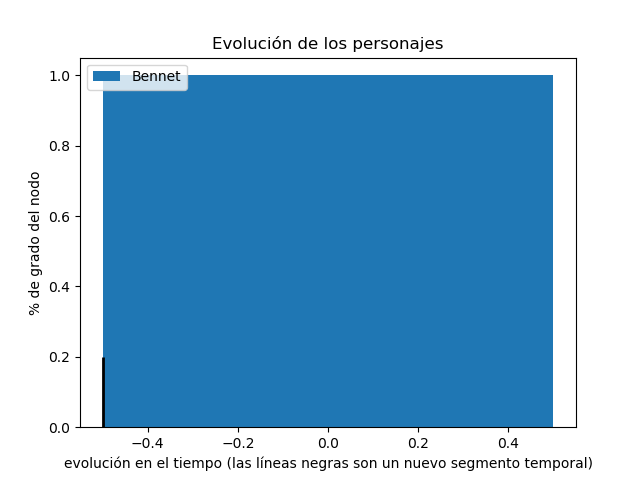 Evolución de los personajes
Bennet
% de grado del nodo
1.0
0.8
0.6
0.4
0.2
0.0
−0.4
−0.2
0.0
0.2
0.4
evolución en el tiempo (las líneas negras son un nuevo segmento temporal)